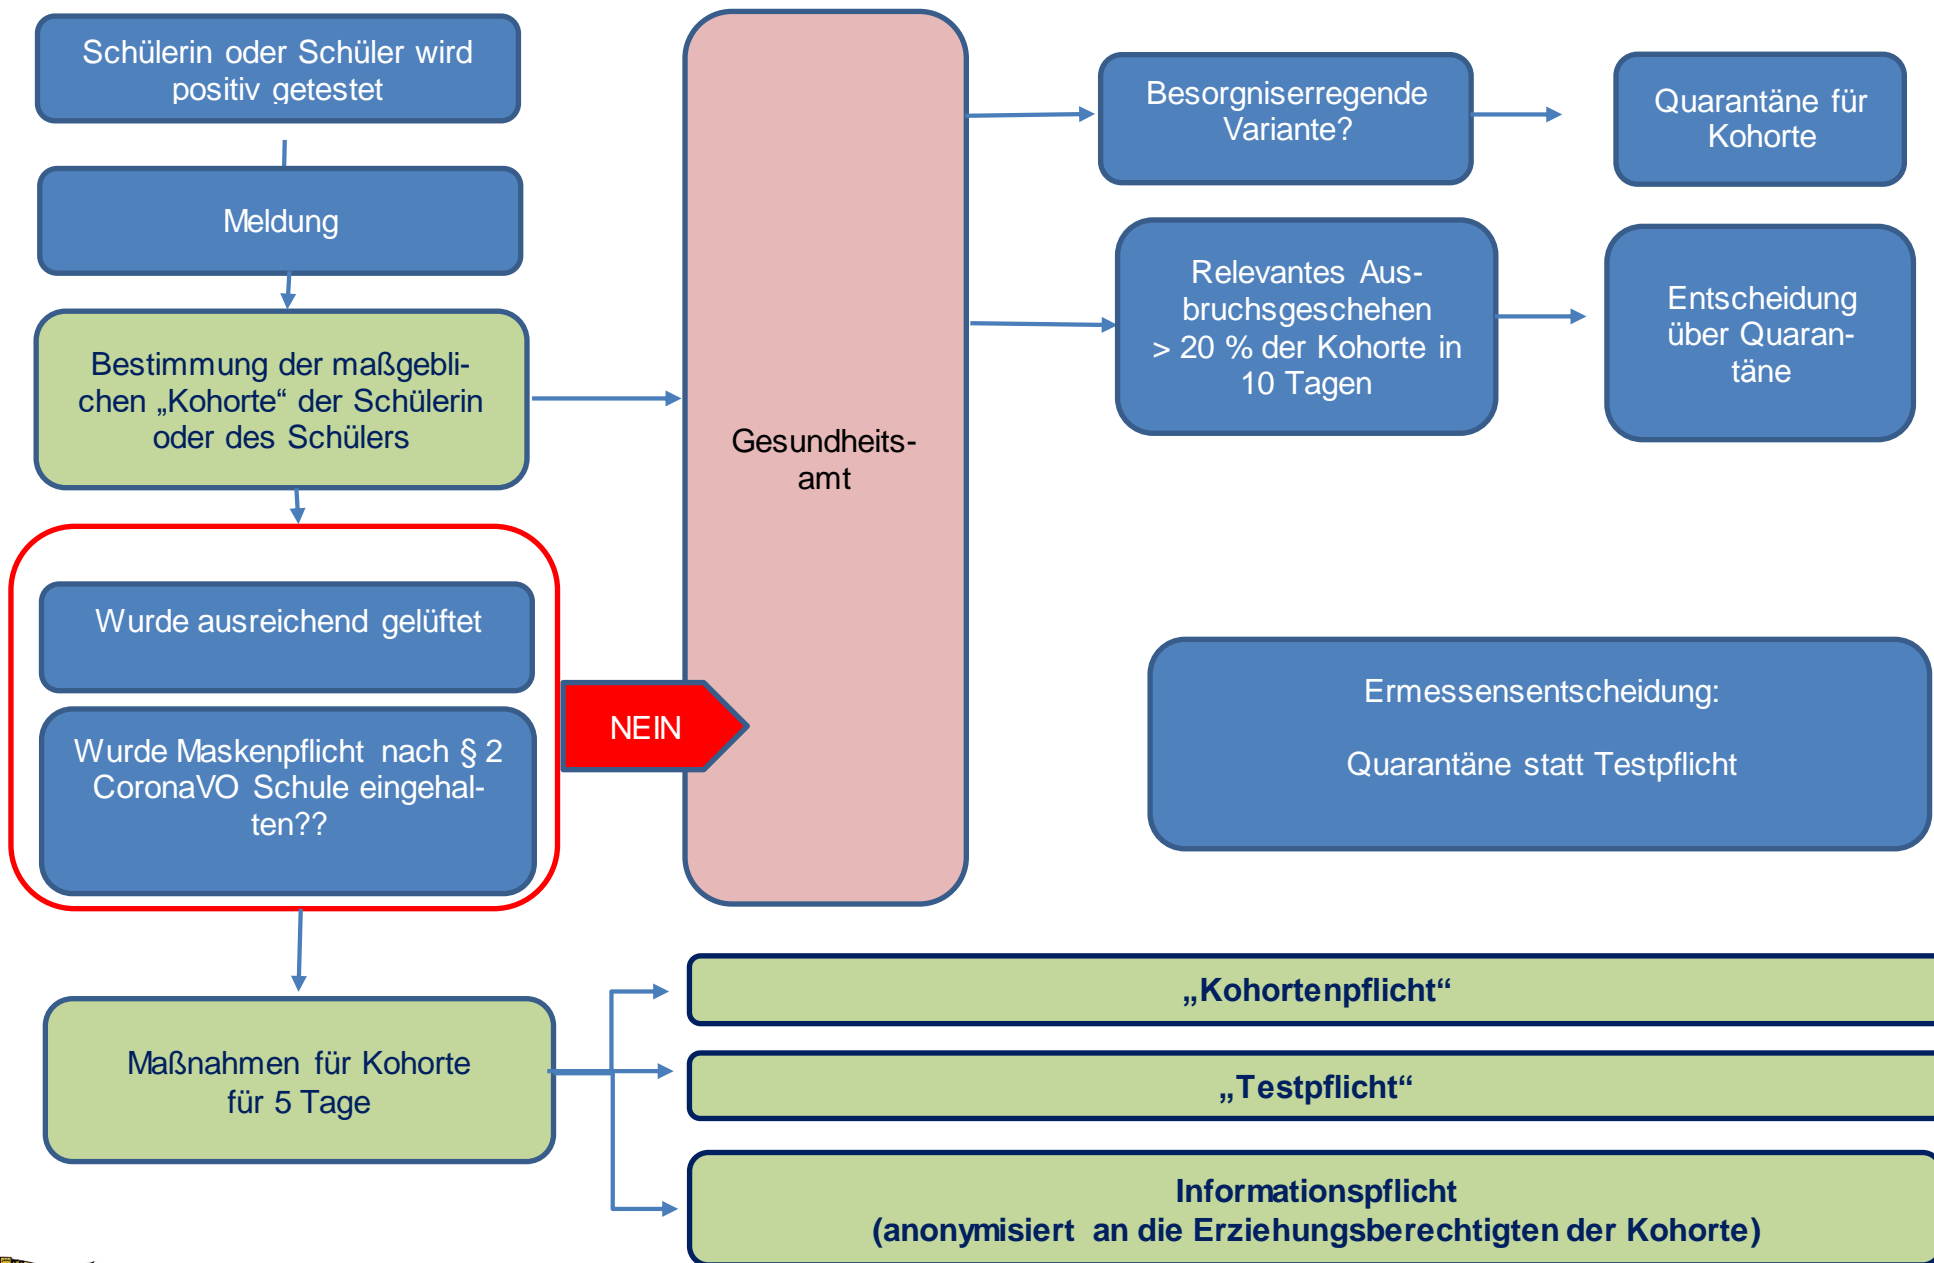 Schülerin oder Schüler wird
positiv getestet
Meldung
Bestimmung der maßgebli-
chen „Kohorte“ der Schülerin
oder des Schülers
Wurde ausreichend gelüftet
Wurde Maskenpflicht nach § 2
CoronaVO Schule eingehal-
ten??
NEIN
Maßnahmen für Kohorte
für 5 Tage
Gesundheits-
amt
Besorgniserregende
Variante?
Quarantäne für
Kohorte
Relevantes Aus-
bruchsgeschehen
> 20 % der Kohorte in
10 Tagen
Entscheidung
über Quaran-
täne
Ermessensentscheidung:
Quarantäne statt Testpflicht
„Kohortenpflicht“
„Testpflicht“
Informationspflicht
(anonymisiert an die Erziehungsberechtigten der Kohorte)